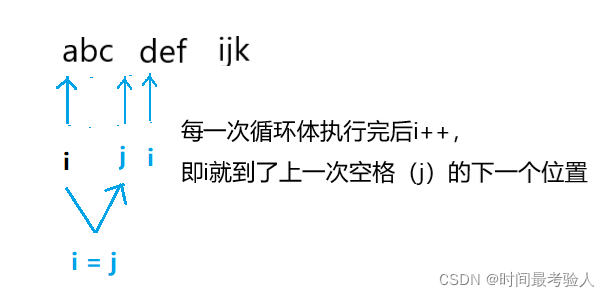 abc def ijk
i j i
每一次循环体执行完后i++,
即i就到了上一次空格（j）的下一个位置
i = j
CSDN @时间最考验人